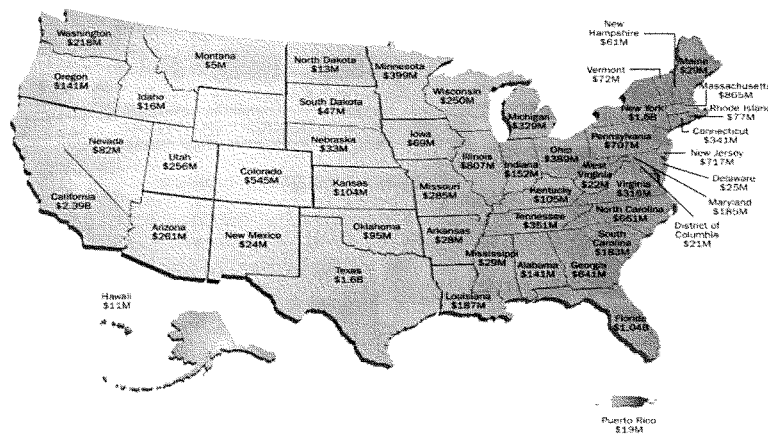 Washington
$218M
Oregon
$141M
Idaho
$16M
Montana
$5M
North Dakota
$13M
South Dakota
$47M
Nebraska
$33M
Kansas
$104M
Minnesota
$399M
Wisconsin
$250M
Iowa
$69M
Missouri
$285M
Illinois
$807M
Michigan
$329M
Indiana
$152M
Ohio
$389M
Nevada
$82M
Utah
$256M
Colorado
$545M
California
$2.39B
Arizona
$261M
New Mexico
$24M
Oklahoma
$95M
Texas
$1.6B
Arkansas
$28M
Louisiana
$187M
Mississippi
$29M
Alabama
$141M
Georgia
$641M
Florida
$1.04B
Tennessee
$351M
Kentucky
$105M
West
Virginia
$22M
Virginia
$316M
North Carolina
$661M
South
Carolina
$183M
Pennsylvania
$707M
New York
$1.6B
Maine
$29M
New
Hampshire
$61M
Vermont
$72M
Massachusetts
$865M
Rhode Island
$77M
Connecticut
$341M
New Jersey
$717M
Delaware
$25M
Maryland
$185M
District of
Columbia
$21M
Hawaii
$11M
Puerto Rico
$19M